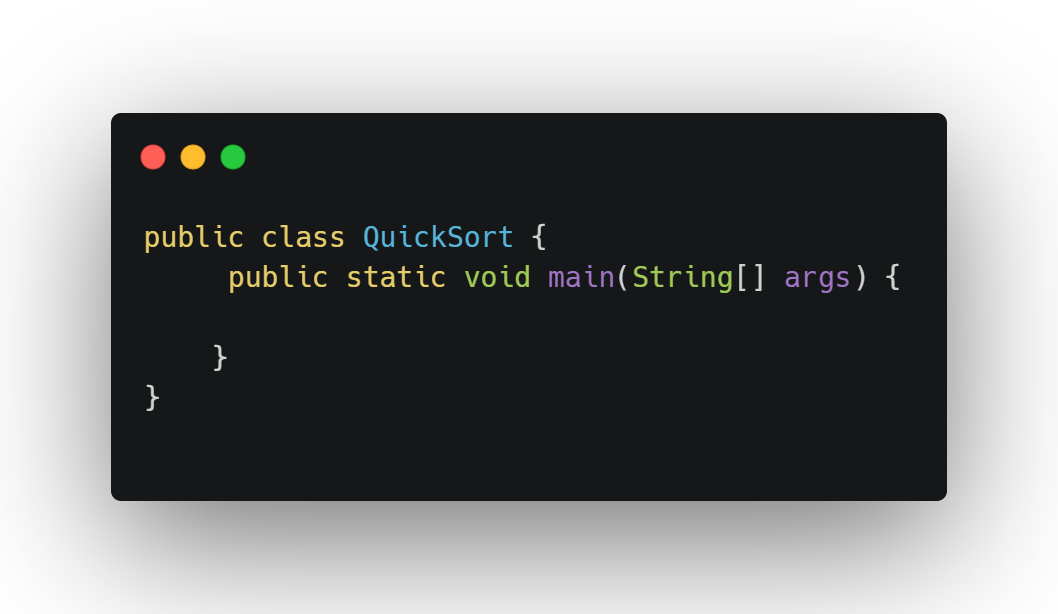 public class QuickSort {
     public static void main(String[] args) {

    }
}